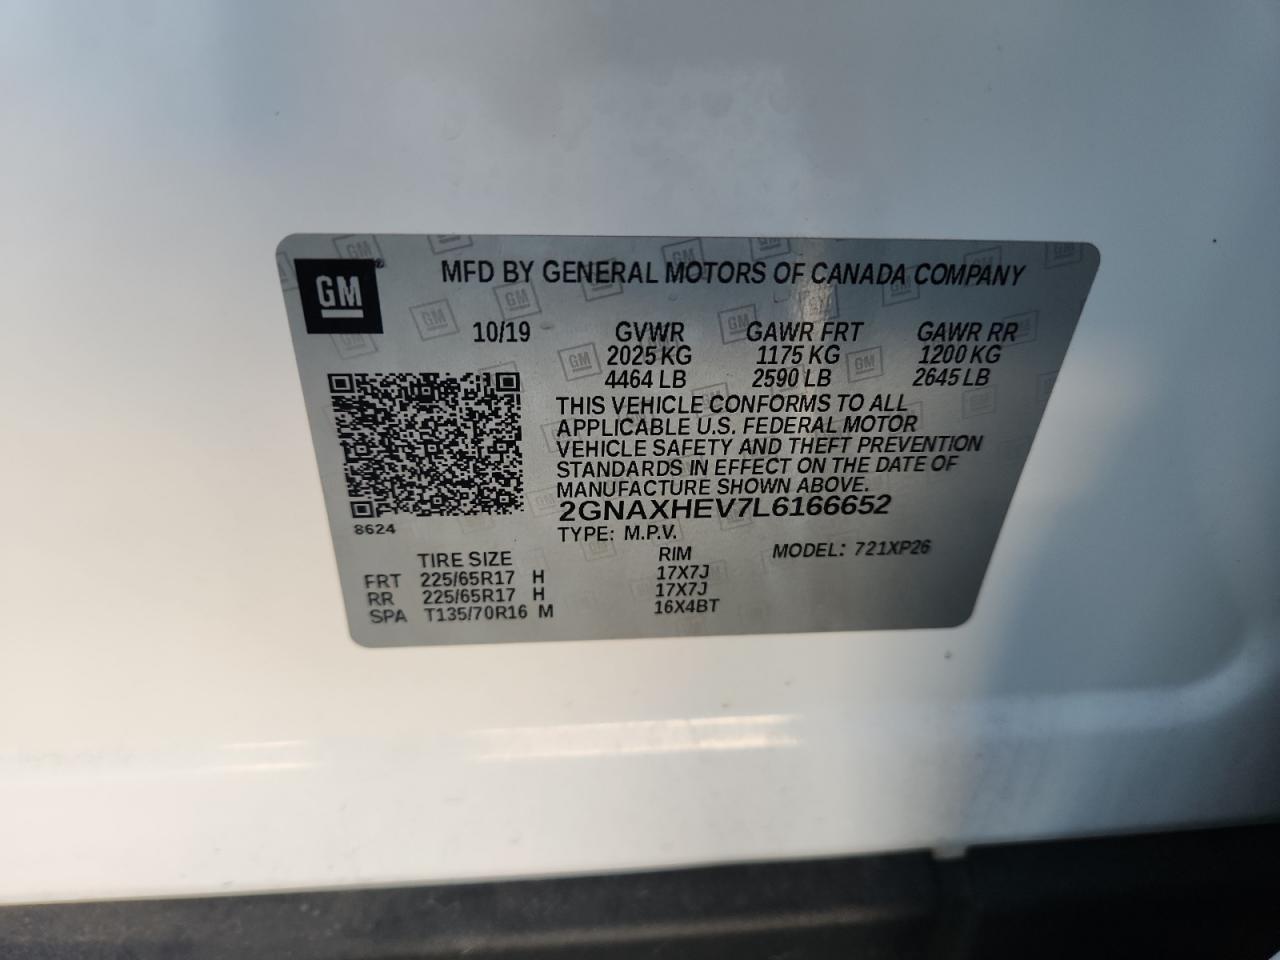 GM
MFD BY GENERAL MOTORS OF CANADA COMPANY
10/19 GVWR GAWR FRT GAWR RR
2025 KG 1175 KG 1200 KG
4464 LB 2590 LB 2645 LB
THIS VEHICLE CONFORMS TO ALL
APPLICABLE U.S. FEDERAL MOTOR
VEHICLE SAFETY AND THEFT PREVENTION
STANDARDS IN EFFECT ON THE DATE OF
MANUFACTURE SHOWN ABOVE.
2GNAXHEV7L6166652
8624
TYPE: M.P.V.
TIRE SIZE RIM MODEL: 721XP26
FRT 225/65R17 H 17X7J
RR 225/65R17 H 17X7J
SPA T135/70R16 M 16X4BT